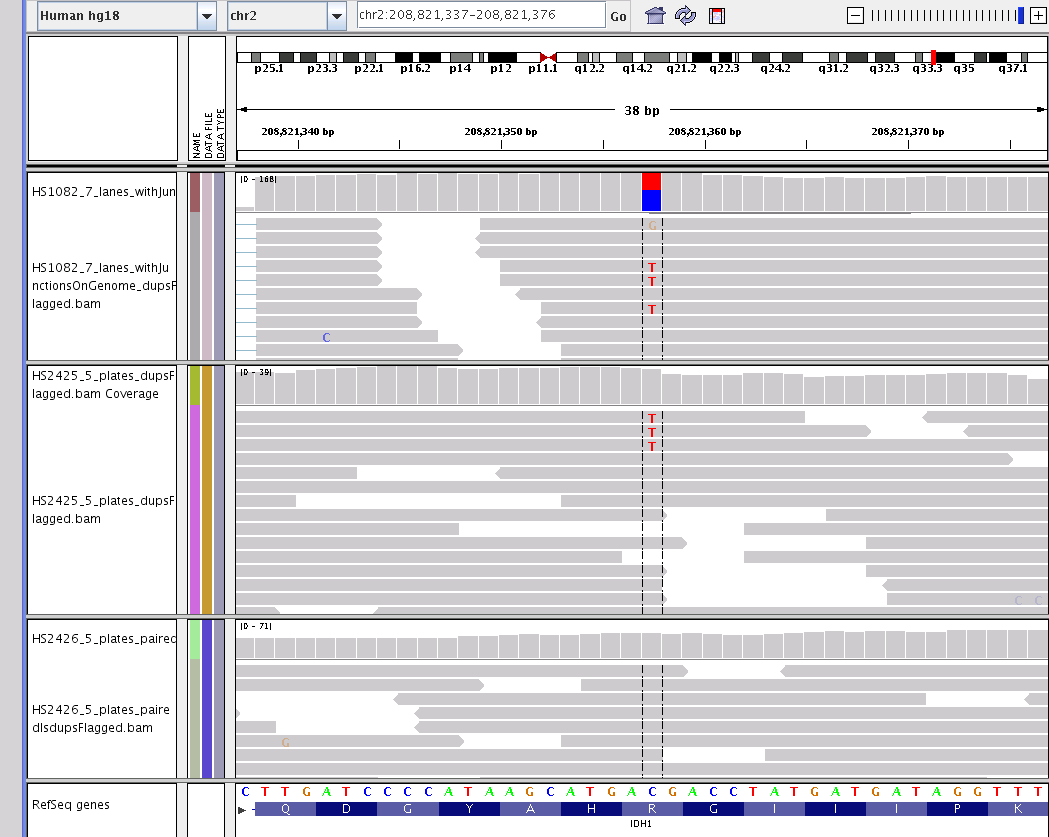 Human hg18 chr2 chr2:208,821,337-208,821,376 Go
NAME
DATA FILE
DATA TYPE
p25.1 p23.3 p22.1 p16.2 p14 p12 p11.1 q12.2 q14.2 q21.2 q22.3 q24.2 q31.2 q32.3 q33.3 q35 q37.1
38 bp
208,821,340 bp 208,821,350 bp 208,821,360 bp 208,821,370 bp
HS1082_7_lanes_withJun
[0 - 168]
G
T
T
T
C
HS1082_7_lanes_withJu
nctionsOnGenome_dupsF
lagged.bam
HS2425_5_plates_dupsF
lagged.bam Coverage
[0 - 39]
T
T
T
HS2425_5_plates_dupsF
lagged.bam
C C
HS2426_5_plates_pairec
[0 - 71]
HS2426_5_plates_paire
dIsdupsFlagged.bam
G
RefSeq genes
C T T G A T C C C C A T A A G C A T G A C G A C C T A T G A T G A T A G G T T T
Q D G Y A H R G I I I P K
IDH1